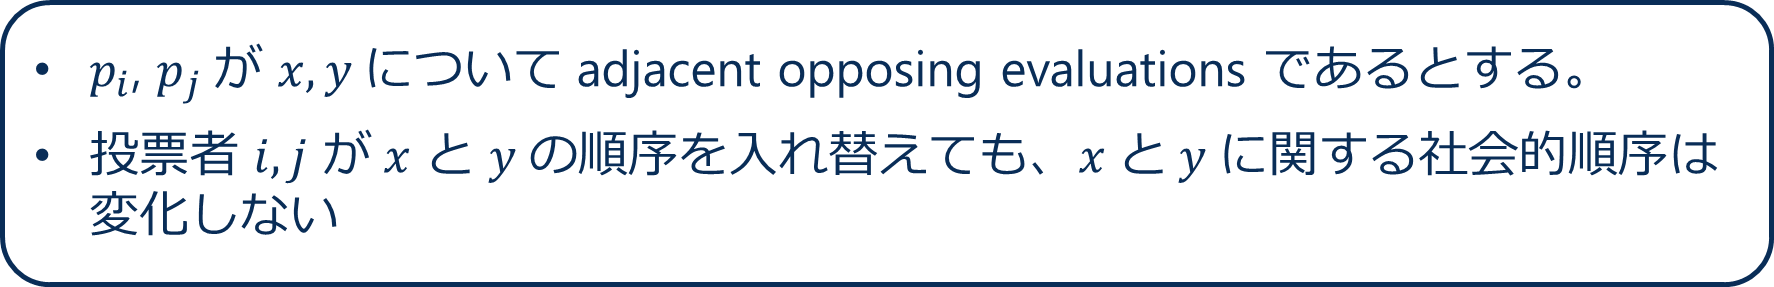 • 𝑝𝑖, 𝑝𝑗 が 𝑥, 𝑦 について adjacent opposing evaluations であるとする。
• 投票者 𝑖, 𝑗 が 𝑥 と 𝑦 の順序を入れ替えても、𝑥 と 𝑦 に関する社会的順序は
変化しない